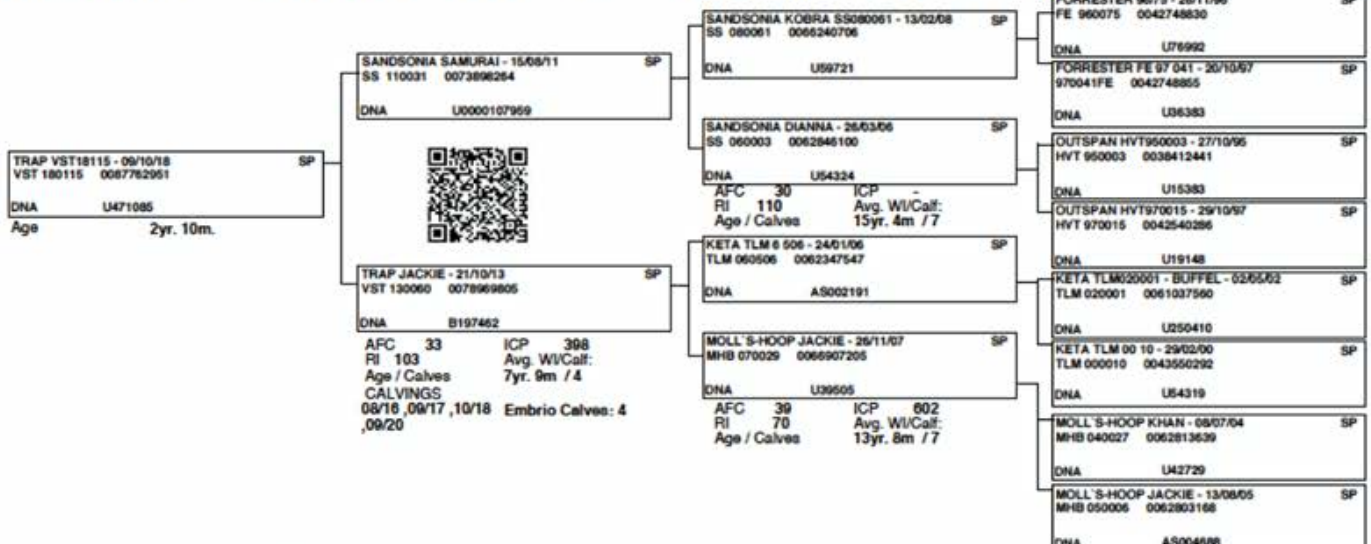 TRAP VST18115 - 09/10/18 SP
VST 180115 0087762951
DNA U471085
Age 2yr. 10m.
SANDSONIA SAMURAI - 15/08/11 SP
SS 110031 0073898264
DNA U0000107959
TRAP JACKIE - 21/10/13 SP
VST 130060 0078969805
DNA B197462
AFC 33 ICP 398
RI 103 Avg. WI/Calf:
Age / Calves 7yr. 9m / 4
CALVINGS
08/16 ,09/17 ,10/18 Embrio Calves: 4
,09/20
SANDSONIA KOBRA SS080061 - 13/02/08 SP
SS 080061 0066240706
DNA U59721
SANDSONIA DIANNA - 26/03/06 SP
SS 060003 0062846100
DNA U54324
AFC 30 ICP -
RI 110 Avg. WI/Calf:
Age / Calves 15yr. 4m / 7
KETA TLM 6 506 - 24/01/06 SP
TLM 060506 0062347547
DNA AS002191
MOLL`S-HOOP JACKIE - 26/11/07 SP
MHB 070029 0066907205
DNA U39505
AFC 39 ICP 602
RI 70 Avg. WI/Calf:
Age / Calves 13yr. 8m / 7
FE 960075 0042748830
DNA U76992
FORRESTER FE 97 041 - 20/10/97 SP
970041FE 0042748855
DNA U36383
OUTSPAN HVT950003 - 27/10/95 SP
HVT 950003 0038412441
DNA U15383
OUTSPAN HVT970015 - 29/10/97 SP
HVT 970015 0042540286
DNA U19148
KETA TLM020001 - BUFFEL - 02/05/02 SP
TLM 020001 0061037560
DNA U250410
KETA TLM 00 10 - 29/02/00 SP
TLM 000010 0043550292
DNA U54319
MOLL`S-HOOP KHAN - 08/07/04 SP
MHB 040027 0062813639
DNA U42729
MOLL`S-HOOP JACKIE - 13/08/05 SP
MHB 050006 0062803168
DNA AS004688